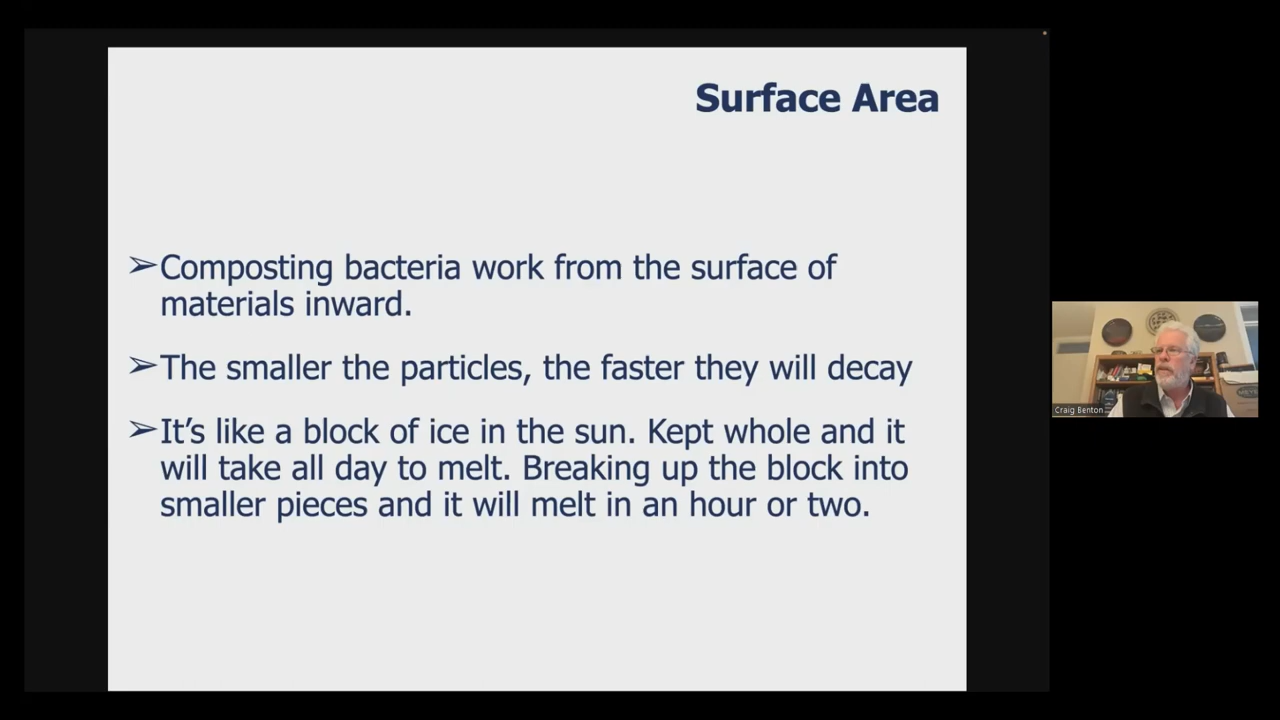 Surface Area
➢Composting bacteria work from the surface of
materials inward.
➢The smaller the particles, the faster they will decay
➢It’s like a block of ice in the sun. Kept whole and it
will take all day to melt. Breaking up the block into
smaller pieces and it will melt in an hour or two.
Craig Benton